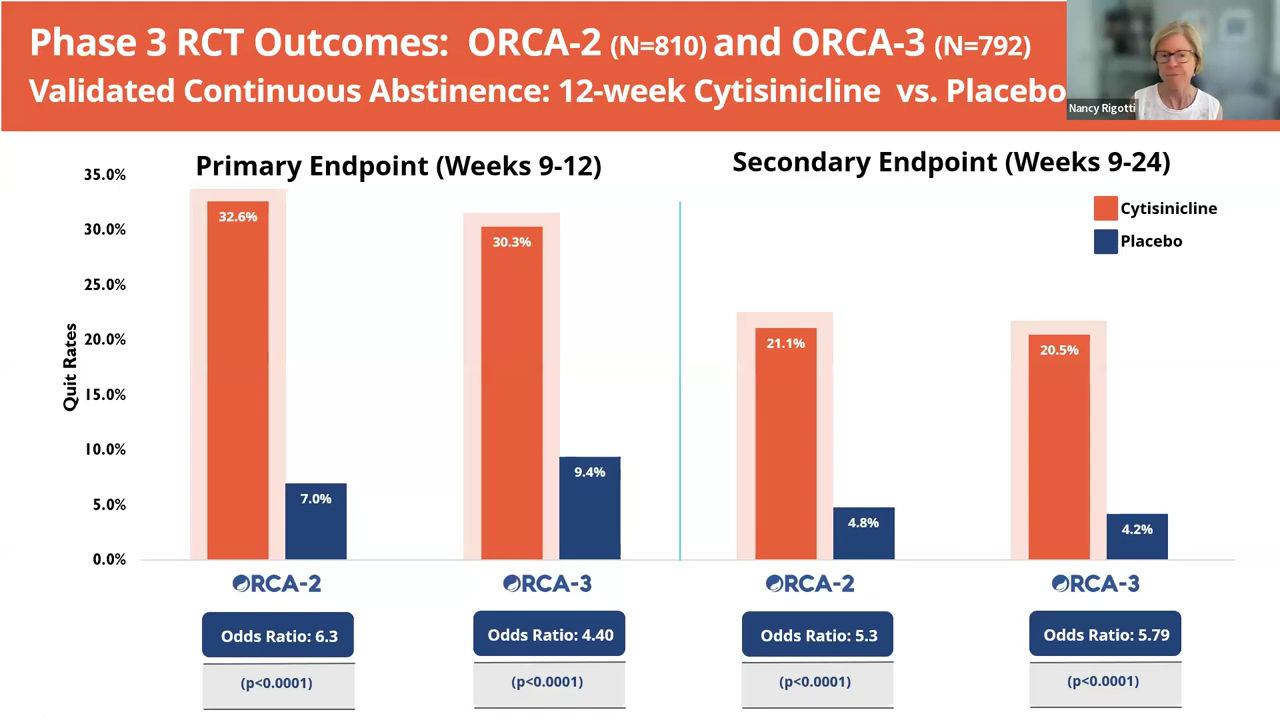 Phase 3 RCT Outcomes: ORCA-2 (N=810) and ORCA-3 (N=792)
Validated Continuous Abstinence: 12-week Cytisinicline vs. Placebo
Nancy Rigotti
Primary Endpoint (Weeks 9-12)
Secondary Endpoint (Weeks 9-24)
Cytisinicline
Placebo
Quit Rates
35.0%
30.0%
25.0%
20.0%
15.0%
10.0%
5.0%
0.0%
32.6%
7.0%
30.3%
9.4%
21.1%
4.8%
20.5%
4.2%
ORCA-2
ORCA-3
ORCA-2
ORCA-3
Odds Ratio: 6.3
Odds Ratio: 4.40
Odds Ratio: 5.3
Odds Ratio: 5.79
(p<0.0001)
(p<0.0001)
(p<0.0001)
(p<0.0001)